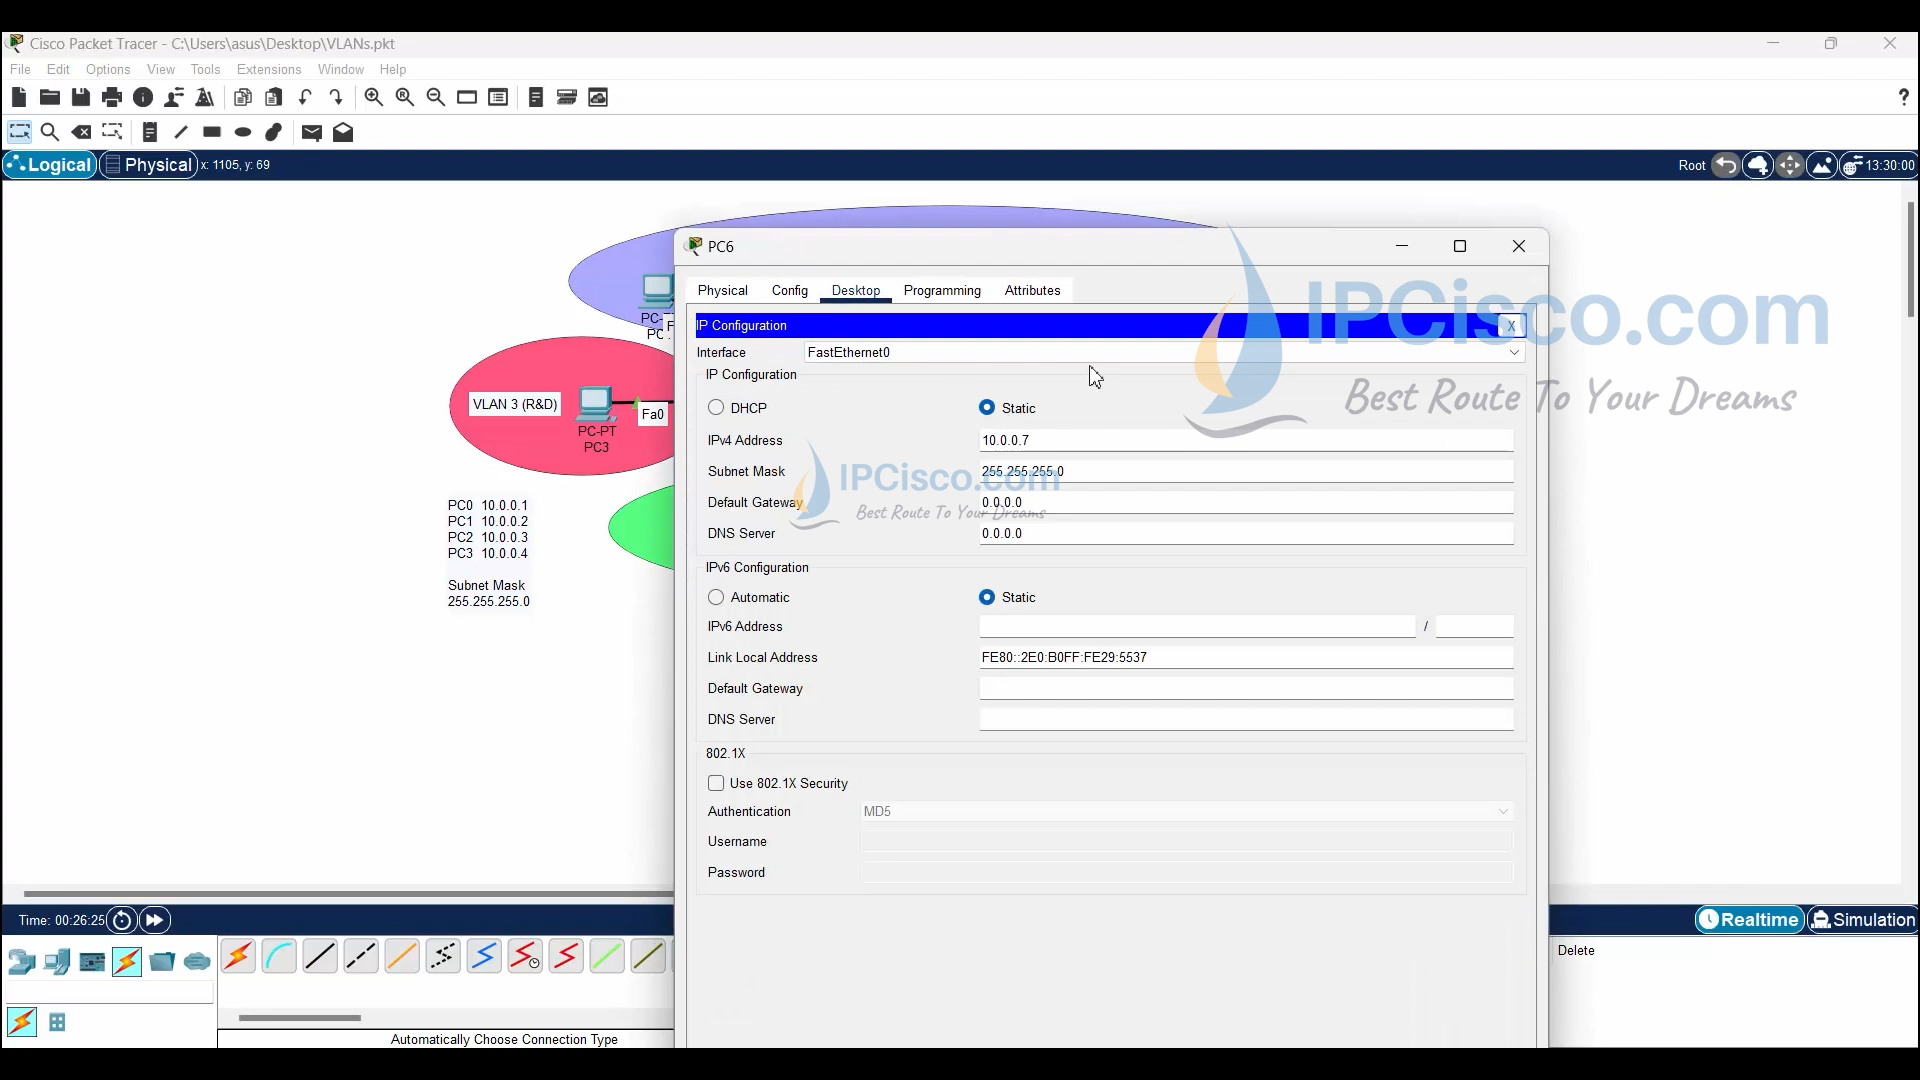 Cisco Packet Tracer - C:\Users\asus\Desktop\VLANs.pkt
File Edit Options View Tools Extensions Window Help
?
Logical Physical x: 1105, y: 69
Root 13:30:00
PC6
Physical Config Desktop Programming Attributes
IP Configuration X
Interface FastEthernet0
IP Configuration
DHCP Static
IPv4 Address 10.0.0.7
Subnet Mask 255.255.255.0
Default Gateway 0.0.0.0
DNS Server 0.0.0.0
IPv6 Configuration
Automatic Static
IPv6 Address /
Link Local Address FE80::2E0:B0FF:FE29:5537
Default Gateway
DNS Server
802.1X
Use 802.1X Security
Authentication MD5
Username
Password
IPCisco.com
Best Route To Your Dreams
IPCisco.com
Best Route To Your Dreams
VLAN 3 (R&D)
Fa0
PC-PT
PC3
PC0 10.0.0.1
PC1 10.0.0.2
PC2 10.0.0.3
PC3 10.0.0.4
Subnet Mask
255.255.255.0
Time: 00:26:25
Realtime Simulation
Delete
Automatically Choose Connection Type